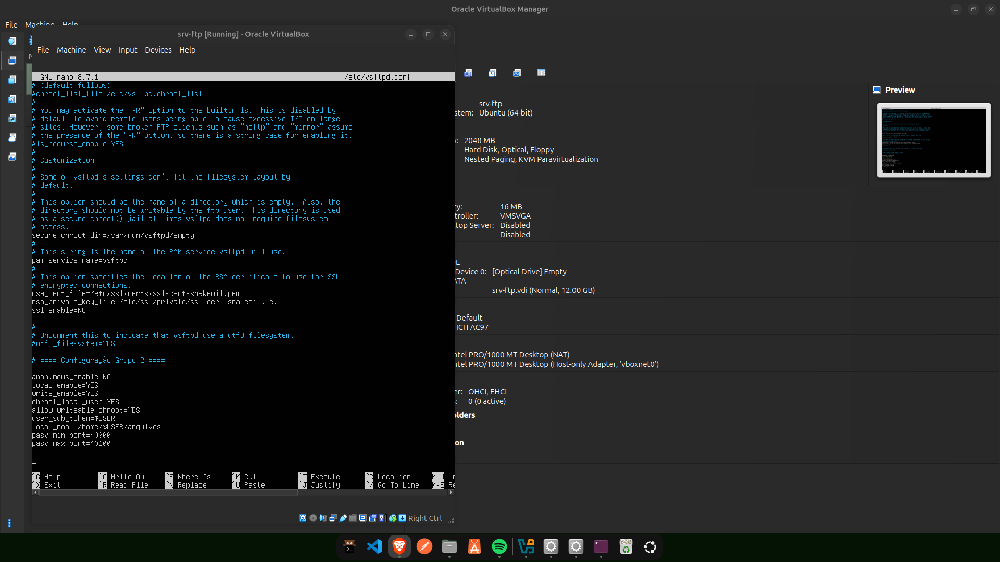 Oracle VirtualBox Manager
File Machine Help
srv-ftp [Running] - Oracle VirtualBox
File Machine View Input Devices Help
GNU nano 8.7.1 /etc/vsftpd.conf
# (default follows)
#chroot_list_file=/etc/vsftpd.chroot_list
#
# You may activate the "-R" option to the builtin ls. This is disabled by
# default to avoid remote users being able to cause excessive I/O on large
# sites. However, some broken FTP clients such as "ncftp" and "mirror" assume
# the presence of the "-R" option, so there is a strong case for enabling it.
#ls_recurse_enable=YES
#
# Customization
#
# Some of vsftpd's settings don't fit the filesystem layout by
# default.
#
# This option should be the name of a directory which is empty.  Also, the
# directory should not be writable by the ftp user. This directory is used
# as a secure chroot() jail at times vsftpd does not require filesystem
# access.
secure_chroot_dir=/var/run/vsftpd/empty
#
# This string is the name of the PAM service vsftpd will use.
pam_service_name=vsftpd
#
# This option specifies the location of the RSA certificate to use for SSL
# encrypted connections.
rsa_cert_file=/etc/ssl/certs/ssl-cert-snakeoil.pem
rsa_private_key_file=/etc/ssl/private/ssl-cert-snakeoil.key
ssl_enable=NO
#
# Uncomment this to indicate that vsftpd use a utf8 filesystem.
#utf8_filesystem=YES
# ==== Configuração Grupo 2 ====
anonymous_enable=NO
local_enable=YES
write_enable=YES
chroot_local_user=YES
allow_writeable_chroot=YES
user_sub_token=$USER
local_root=/home/$USER/arquivos
pasv_min_port=40000
pasv_max_port=40100
^G Help ^O Write Out ^F Where Is ^K Cut ^T Execute ^C Location M-U Un
^X Exit ^R Read File ^\ Replace ^U Paste ^J Justify ^/ Go To Line M-E Re
Right Ctrl
Preview
srv-ftp
stem: Ubuntu (64-bit)
y: 2048 MB
Hard Disk, Optical, Floppy
Nested Paging, KVM Paravirtualization
ry: 16 MB
troller: VMSVGA
top Server: Disabled
Disabled
DE
Device 0: [Optical Drive] Empty
ATA
srv-ftp.vdi (Normal, 12.00 GB)
Default
ICH AC97
ntel PRO/1000 MT Desktop (NAT)
ntel PRO/1000 MT Desktop (Host-only Adapter, 'vboxnet0')
er: OHCI, EHCI
s: 0 (0 active)
olders
on